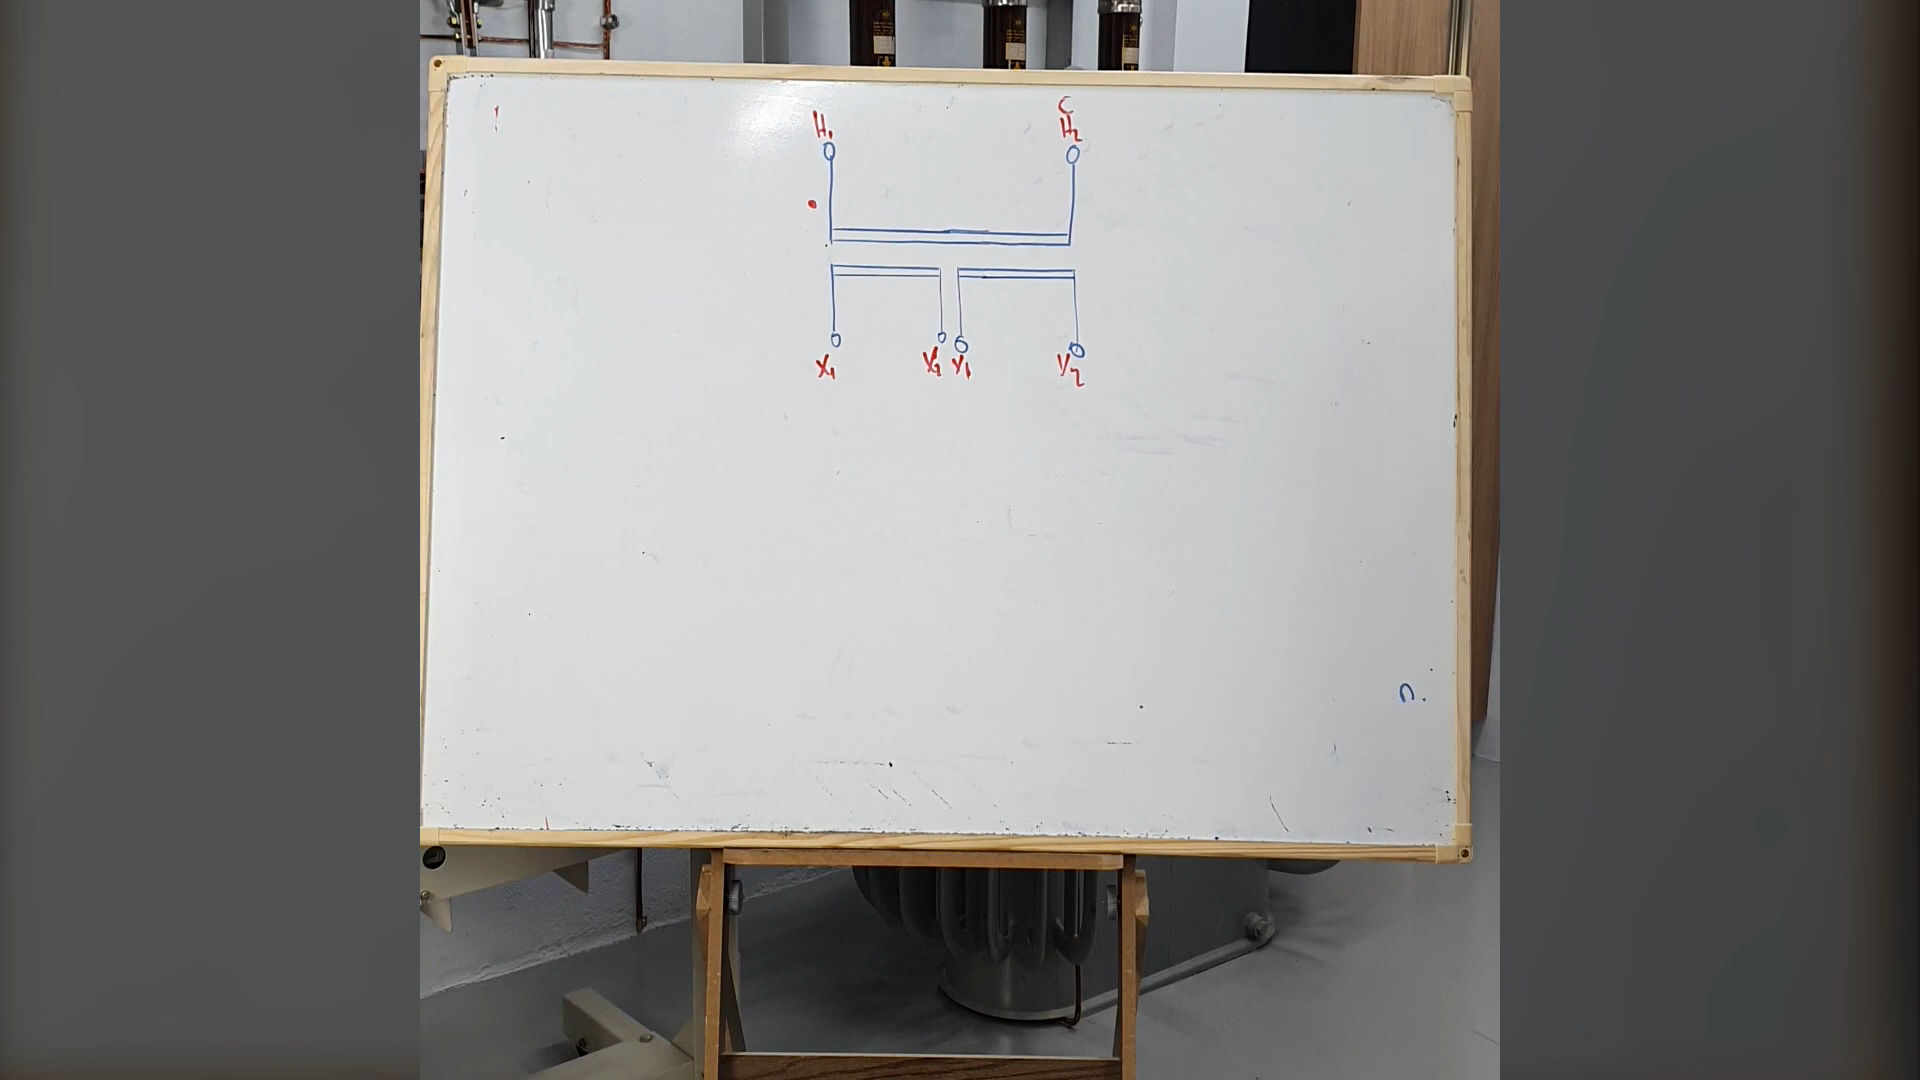 C
H₁ H₂
X₁ X₂ Y₁ Y₂
n.